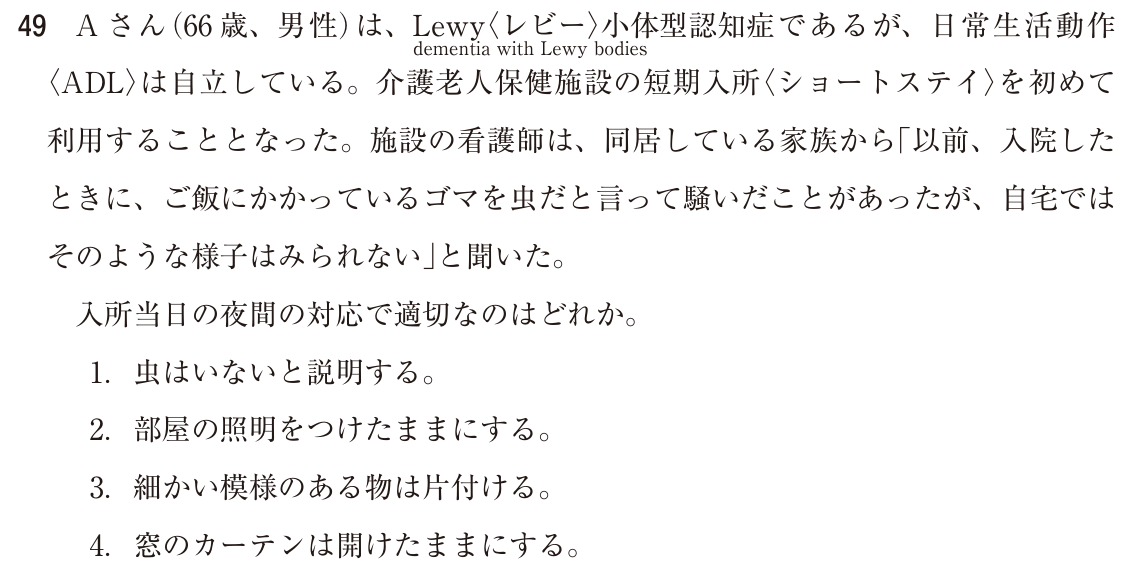 49 Aさん(66歳、男性)は、Lewy〈レビー〉小体型認知症であるが、日常生活動作
dementia with Lewy bodies
〈ADL〉は自立している。介護老人保健施設の短期入所〈ショートステイ〉を初めて
利用することとなった。施設の看護師は、同居している家族から「以前、入院した
ときに、ご飯にかかっているゴマを虫だと言って騒いだことがあったが、自宅では
そのような様子はみられない」と聞いた。
入所当日の夜間の対応で適切なのはどれか。
1. 虫はいないと説明する。
2. 部屋の照明をつけたままにする。
3. 細かい模様のある物は片付ける。
4. 窓のカーテンは開けたままにする。